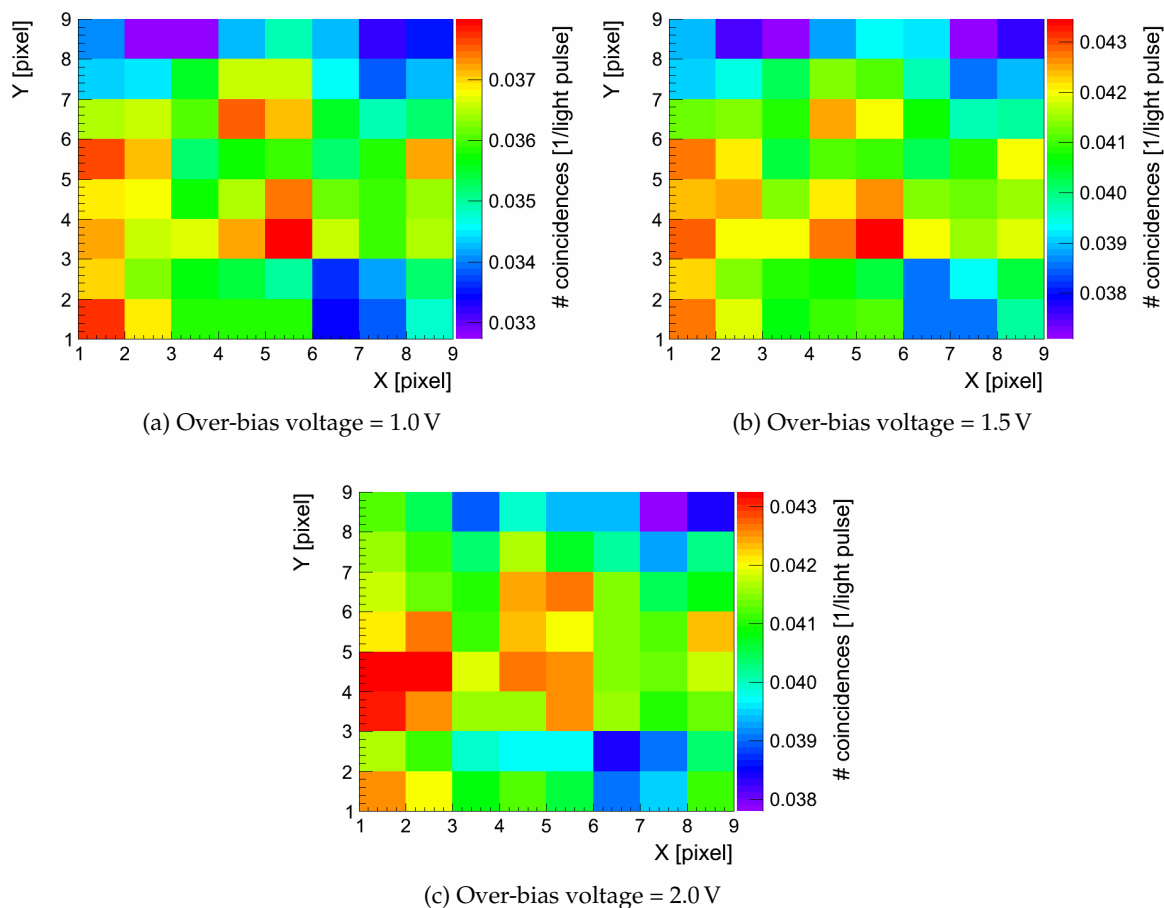 Y [pixel]
9
8
7
6
5
4
3
2
1
1 2 3 4 5 6 7 8 9
X [pixel]
0.037
0.036
0.035
0.034
0.033
# coincidences [1/light pulse]
(a) Over-bias voltage = 1.0 V
Y [pixel]
9
8
7
6
5
4
3
2
1
1 2 3 4 5 6 7 8 9
X [pixel]
0.043
0.042
0.041
0.040
0.039
0.038
# coincidences [1/light pulse]
(b) Over-bias voltage = 1.5 V
Y [pixel]
9
8
7
6
5
4
3
2
1
1 2 3 4 5 6 7 8 9
X [pixel]
0.043
0.042
0.041
0.040
0.039
0.038
# coincidences [1/light pulse]
(c) Over-bias voltage = 2.0 V